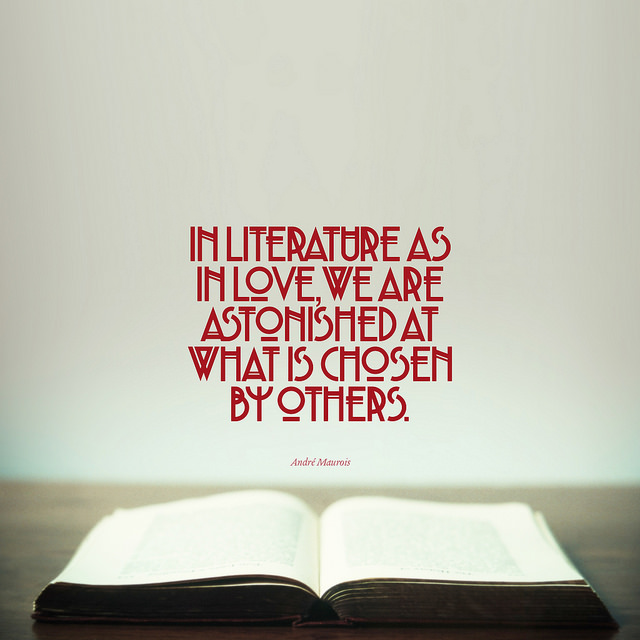 IN LITERATURE AS
IN LOVE, WE ARE
ASTONISHED AT
WHAT IS CHOSEN
BY OTHERS.
André Maurois